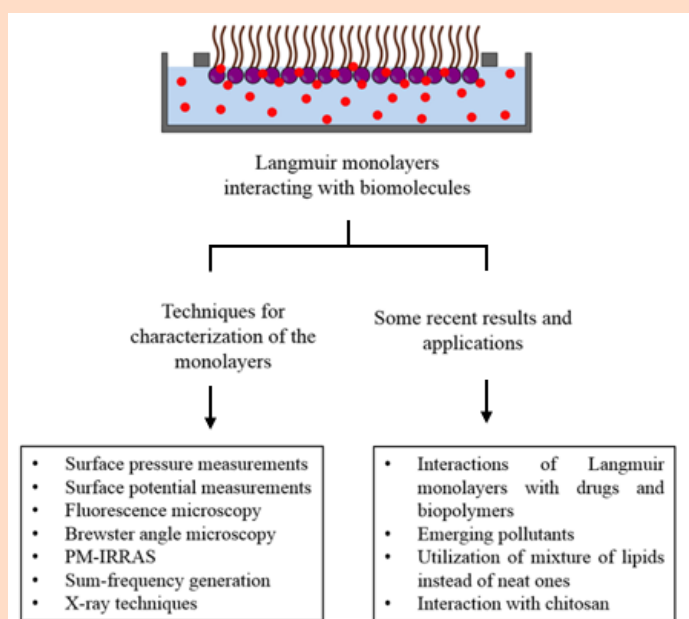 Langmuir monolayers
interacting with biomolecules
Techniques for
characterization of the
monolayers
Some recent results and
applications
• Surface pressure measurements
• Surface potential measurements
• Fluorescence microscopy
• Brewster angle microscopy
• PM-IRRAS
• Sum-frequency generation
• X-ray techniques
• Interactions of Langmuir
monolayers with drugs and
biopolymers
• Emerging pollutants
• Utilization of mixture of lipids
instead of neat ones
• Interaction with chitosan